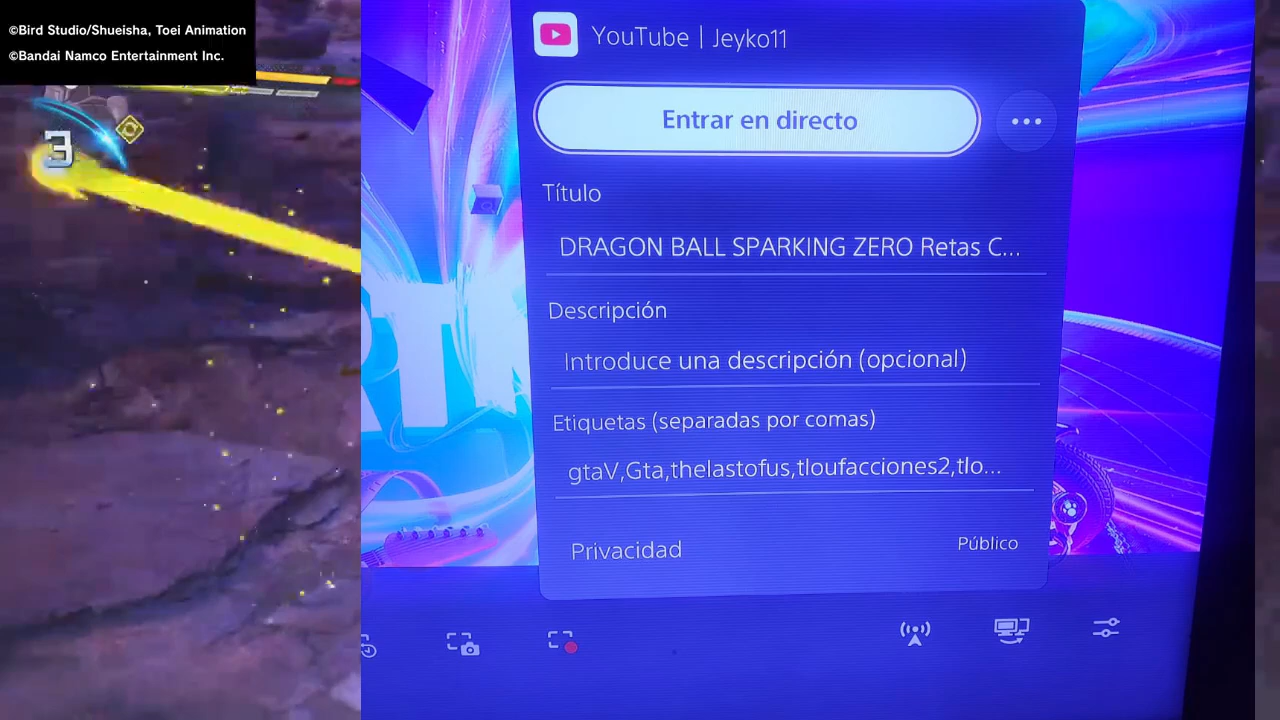 ©Bird Studio/Shueisha, Toei Animation
©Bandai Namco Entertainment Inc.
3
YouTube | Jeyko11
Entrar en directo
Título
DRAGON BALL SPARKING ZERO Retas C...
Descripción
Introduce una descripción (opcional)
Etiquetas (separadas por comas)
gtaV,Gta,thelastofus,tloufacciones2,tlo...
Privacidad
Público